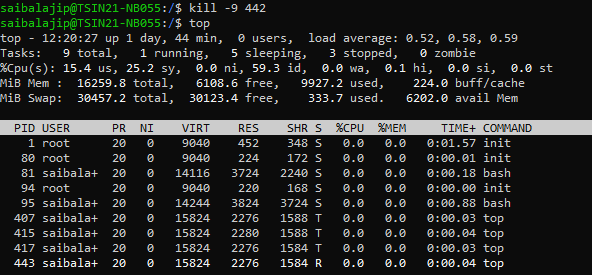 saibalajip@TSIN21-NB055:/$ kill -9 442
saibalajip@TSIN21-NB055:/$ top
top - 12:20:27 up 1 day, 44 min,  0 users,  load average: 0.52, 0.58, 0.59
Tasks:   9 total,   1 running,   5 sleeping,   3 stopped,   0 zombie
%Cpu(s): 15.4 us, 25.2 sy,  0.0 ni, 59.3 id,  0.0 wa,  0.1 hi,  0.0 si,  0.0 st
MiB Mem :  16259.8 total,   6108.6 free,   9927.2 used,    224.0 buff/cache
MiB Swap:  30457.2 total,  30123.4 free,    333.7 used.   6202.0 avail Mem
PID USER      PR  NI    VIRT    RES    SHR S  %CPU  %MEM     TIME+ COMMAND
1 root      20   0    9040    452    348 S   0.0   0.0   0:01.57 init
80 root      20   0    9040    224    172 S   0.0   0.0   0:00.01 init
81 saibala+  20   0   14116   3724   2240 S   0.0   0.0   0:00.18 bash
94 root      20   0    9040    220    168 S   0.0   0.0   0:00.00 init
95 saibala+  20   0   14244   3824   3724 S   0.0   0.0   0:00.88 bash
407 saibala+  20   0   15824   2276   1588 T   0.0   0.0   0:00.03 top
415 saibala+  20   0   15824   2280   1588 T   0.0   0.0   0:00.04 top
417 saibala+  20   0   15824   2276   1584 T   0.0   0.0   0:00.03 top
443 saibala+  20   0   15824   2276   1584 R   0.0   0.0   0:00.04 top